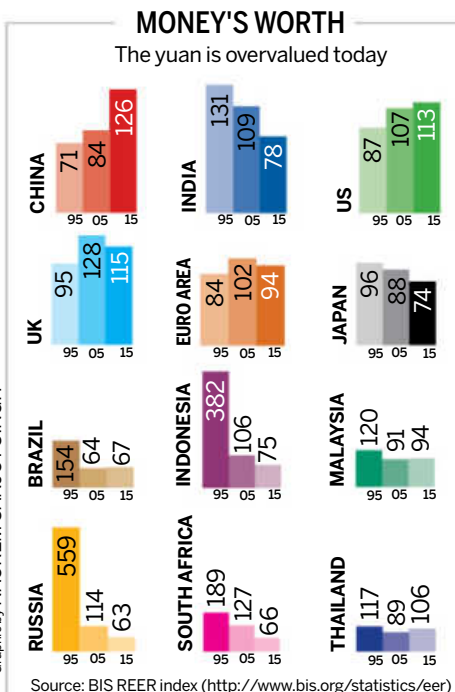 MONEY'S WORTH
The yuan is overvalued today
CHINA
71 84 126
95 05 15
INDIA
131 109 78
95 05 15
US
87 107 113
95 05 15
UK
95 128 115
95 05 15
EURO AREA
84 102 94
95 05 15
JAPAN
96 88 74
95 05 15
BRAZIL
154 64 67
95 05 15
INDONESIA
382 106 75
95 05 15
MALAYSIA
120 91 94
95 05 15
RUSSIA
559 114 63
95 05 15
SOUTH AFRICA
189 127 66
95 05 15
THAILAND
117 89 106
95 05 15
Source: BIS REER index (http://www.bis.org/statistics/eer)